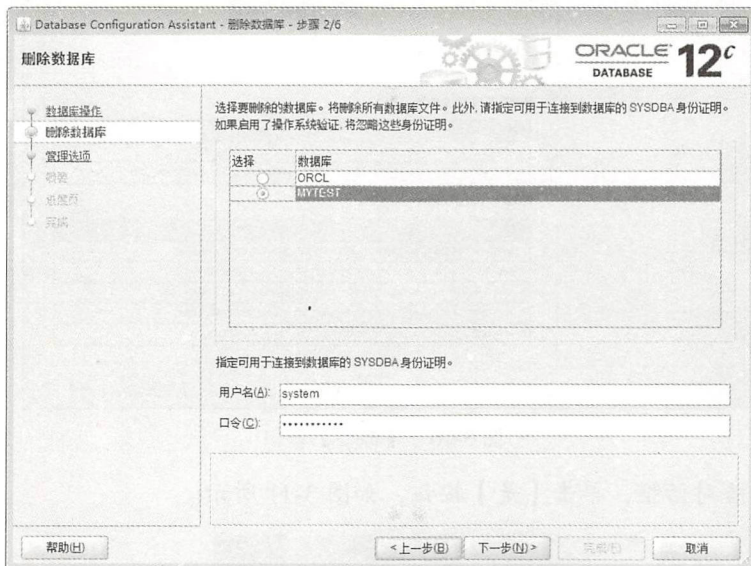 Database Configuration Assistant - 删除数据库 - 步骤 2/6
删除数据库
ORACLE
DATABASE
12c
数据库操作
删除数据库
管理选项
概要
进度页
完成
选择要删除的数据库。将删除所有数据库文件。此外, 请指定可用于连接到数据库的 SYSDBA 身份证明。
如果启用了操作系统验证, 将忽略这些身份证明。
选择 数据库
ORCL
MYTEST
指定可用于连接到数据库的 SYSDBA 身份证明。
用户名(A): system
口令(C): •••••••••••
帮助(H)
<上一步(B)
下一步(N)>
完成(F)
取消